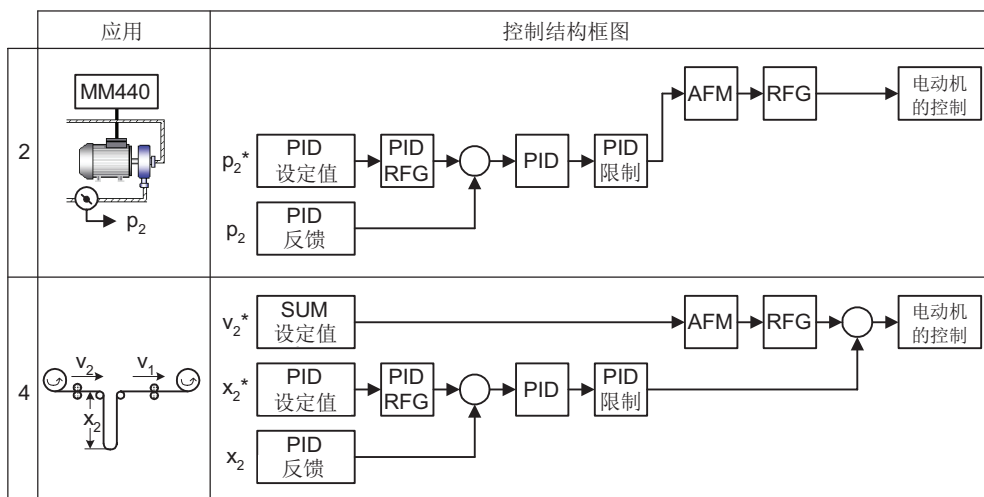 应用
控制结构框图
2
MM440
p2
p2*
PID
设定值
PID
RFG
PID
PID
限制
AFM
RFG
电动机
的控制
p2
PID
反馈
4
v2
v1
x2
v2*
SUM
设定值
AFM
RFG
电动机
的控制
x2*
PID
设定值
PID
RFG
PID
PID
限制
x2
PID
反馈